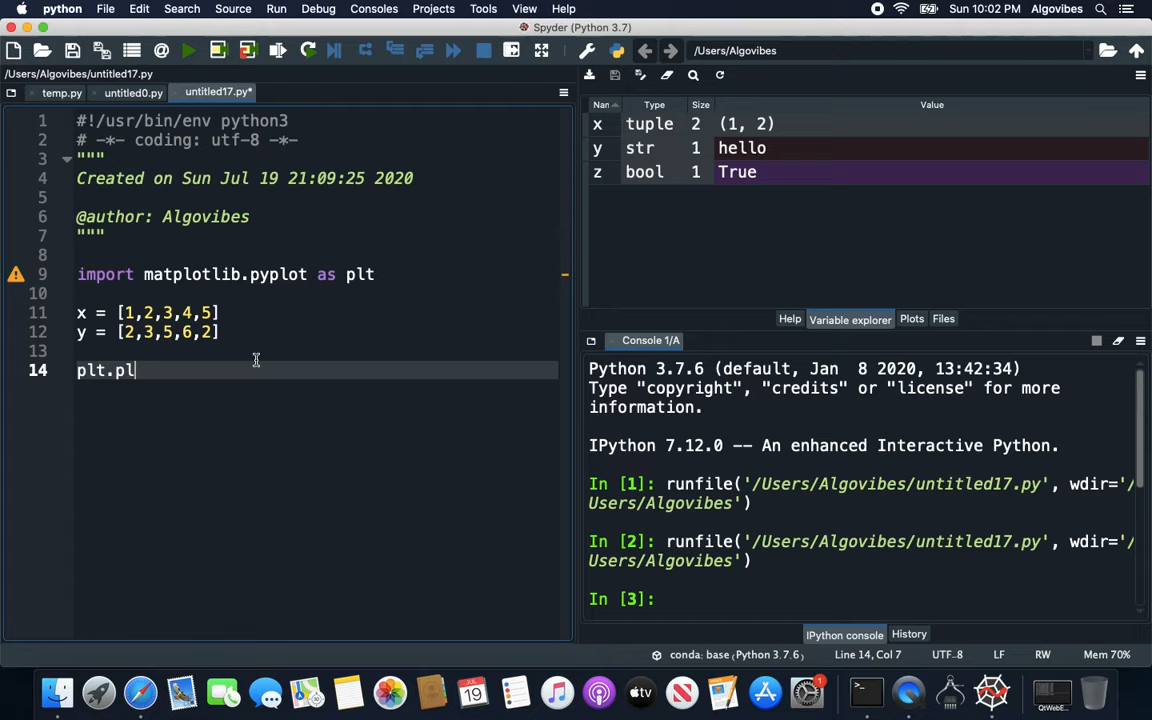 python File Edit Search Source Run Debug Consoles Projects Tools View Help Sun 10:02 PM Algovibes
Spyder (Python 3.7)
/Users/Algovibes
/Users/Algovibes/untitled17.py
temp.py untitled0.py untitled17.py*
1 #!/usr/bin/env python3
2 # -*- coding: utf-8 -*-
3 """
4 Created on Sun Jul 19 21:09:25 2020
5
6 @author: Algovibes
7 """
8
9 import matplotlib.pyplot as plt
10
11 x = [1,2,3,4,5]
12 y = [2,3,5,6,2]
13
14 plt.pl
Nan Type Size Value
x tuple 2 (1, 2)
y str 1 hello
z bool 1 True
Help Variable explorer Plots Files
Console 1/A
Python 3.7.6 (default, Jan  8 2020, 13:42:34)
Type "copyright", "credits" or "license" for more
information.
IPython 7.12.0 -- An enhanced Interactive Python.
In [1]: runfile('/Users/Algovibes/untitled17.py', wdir='/
Users/Algovibes')
In [2]: runfile('/Users/Algovibes/untitled17.py', wdir='/
Users/Algovibes')
In [3]:
IPython console History
conda: base (Python 3.7.6) Line 14, Col 7 UTF-8 LF RW Mem 70%